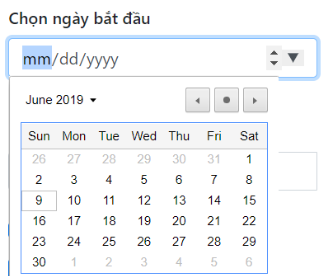 Chọn ngày bắt đầu
mm/dd/yyyy
June 2019
Sun Mon Tue Wed Thu Fri Sat
26 27 28 29 30 31 1
2 3 4 5 6 7 8
9 10 11 12 13 14 15
16 17 18 19 20 21 22
23 24 25 26 27 28 29
30 1 2 3 4 5 6